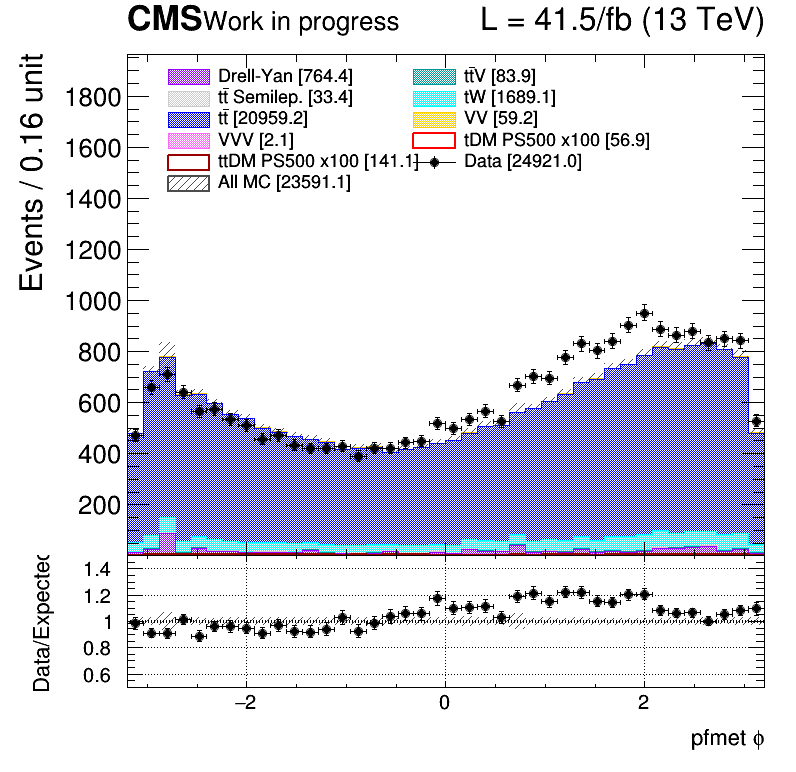 CMS Work in progress L = 41.5/fb (13 TeV)
Events / 0.16 unit
Drell-Yan [764.4] tt̄V [83.9]
tt̄ Semilep. [33.4] tW [1689.1]
tt̄ [20959.2] VV [59.2]
VVV [2.1] tDM PS500 x100 [56.9]
ttDM PS500 x100 [141.1] Data [24921.0]
All MC [23591.1]
1800
1600
1400
1200
1000
800
600
400
200
Data/Expected
1.4
1.2
1
0.8
0.6
−2 0 2
pfmet ϕ